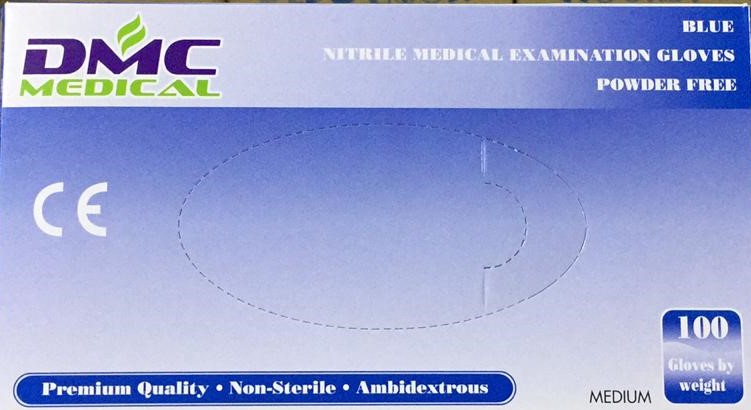 DMC
MEDICAL
BLUE
NITRILE MEDICAL EXAMINATION GLOVES
POWDER FREE
CE
100
Gloves by
weight
Premium Quality • Non-Sterile • Ambidextrous
MEDIUM